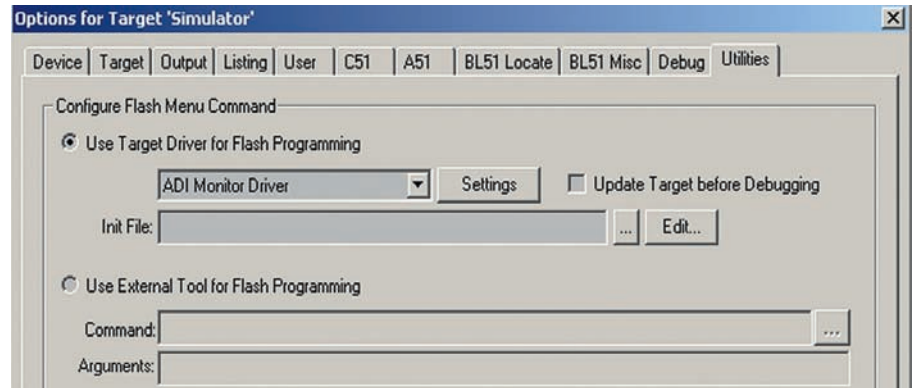 Options for Target 'Simulator'
Device Target Output Listing User C51 A51 BL51 Locate BL51 Misc Debug Utilities
Configure Flash Menu Command
Use Target Driver for Flash Programming
ADI Monitor Driver Settings Update Target before Debugging
Init File: ... Edit...
Use External Tool for Flash Programming
Command: ...
Arguments: